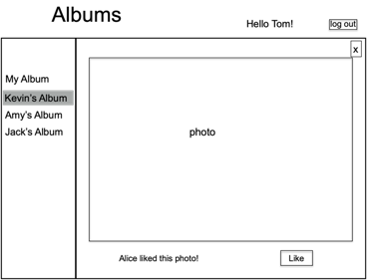 Albums
Hello Tom!
log out
x
My Album
Kevin's Album
Amy's Album
Jack's Album
photo
Alice liked this photo!
Like